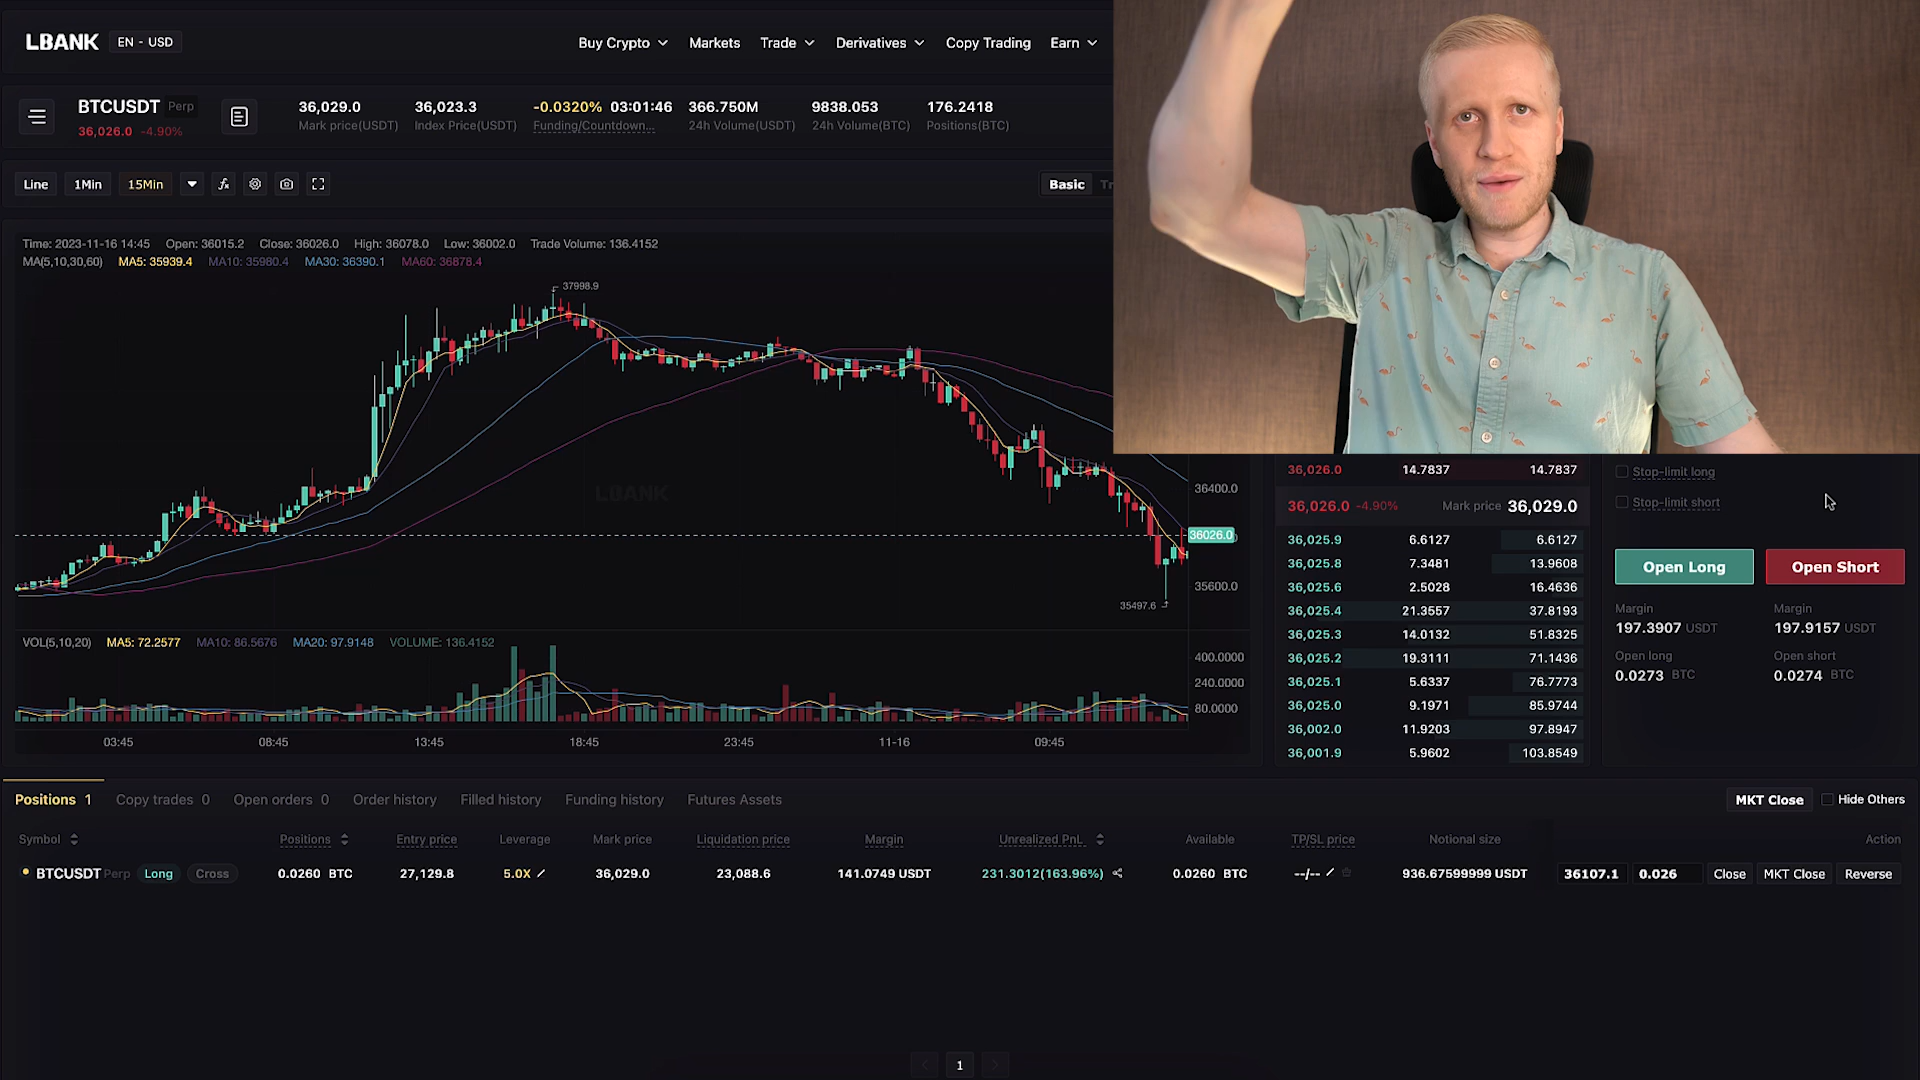 LBANK EN - USD Buy Crypto Markets Trade Derivatives Copy Trading Earn
BTCUSDT Perp
36,026.0 -4.90%
36,029.0 36,023.3 -0.0320% 03:01:46 366.750M 9838.053 176.2418
Mark price(USDT) Index Price(USDT) Funding/Countdown... 24h Volume(USDT) 24h Volume(BTC) Positions(BTC)
Line 1Min 15Min Basic
Time: 2023-11-16 14:45 Open: 36015.2 Close: 36026.0 High: 36078.0 Low: 36002.0 Trade Volume: 136.4152
MA(5,10,30,60) MA5: 35939.4 MA10: 35980.4 MA30: 36390.1 MA60: 36878.4
37998.9
LBANK
36400.0
36026.0
35600.0
35497.6
VOL(5,10,20) MA5: 72.2577 MA10: 86.5676 MA20: 97.9148 VOLUME: 136.4152
400.0000
240.0000
80.0000
03:45 08:45 13:45 18:45 23:45 11-16 09:45
36,026.0 14.7837 14.7837
36,026.0 -4.90% Mark price 36,029.0
36,025.9 6.6127 6.6127
36,025.8 7.3481 13.9608
36,025.6 2.5028 16.4636
36,025.4 21.3557 37.8193
36,025.3 14.0132 51.8325
36,025.2 19.3111 71.1436
36,025.1 5.6337 76.7773
36,025.0 9.1971 85.9744
36,002.0 11.9203 97.8947
36,001.9 5.9602 103.8549
Stop-limit long
Stop-limit short
Open Long Open Short
Margin Margin
197.3907 USDT 197.9157 USDT
Open long Open short
0.0273 BTC 0.0274 BTC
Positions 1 Copy trades 0 Open orders 0 Order history Filled history Funding history Futures Assets MKT Close Hide Others
Symbol Positions Entry price Leverage Mark price Liquidation price Margin Unrealized PnL Available TP/SL price Notional size Action
BTCUSDT Perp Long Cross 0.0260 BTC 27,129.8 5.0X 36,029.0 23,088.6 141.0749 USDT 231.3012(163.96%) 0.0260 BTC --/-- 936.67599999 USDT 36107.1 0.026 Close MKT Close Reverse
1